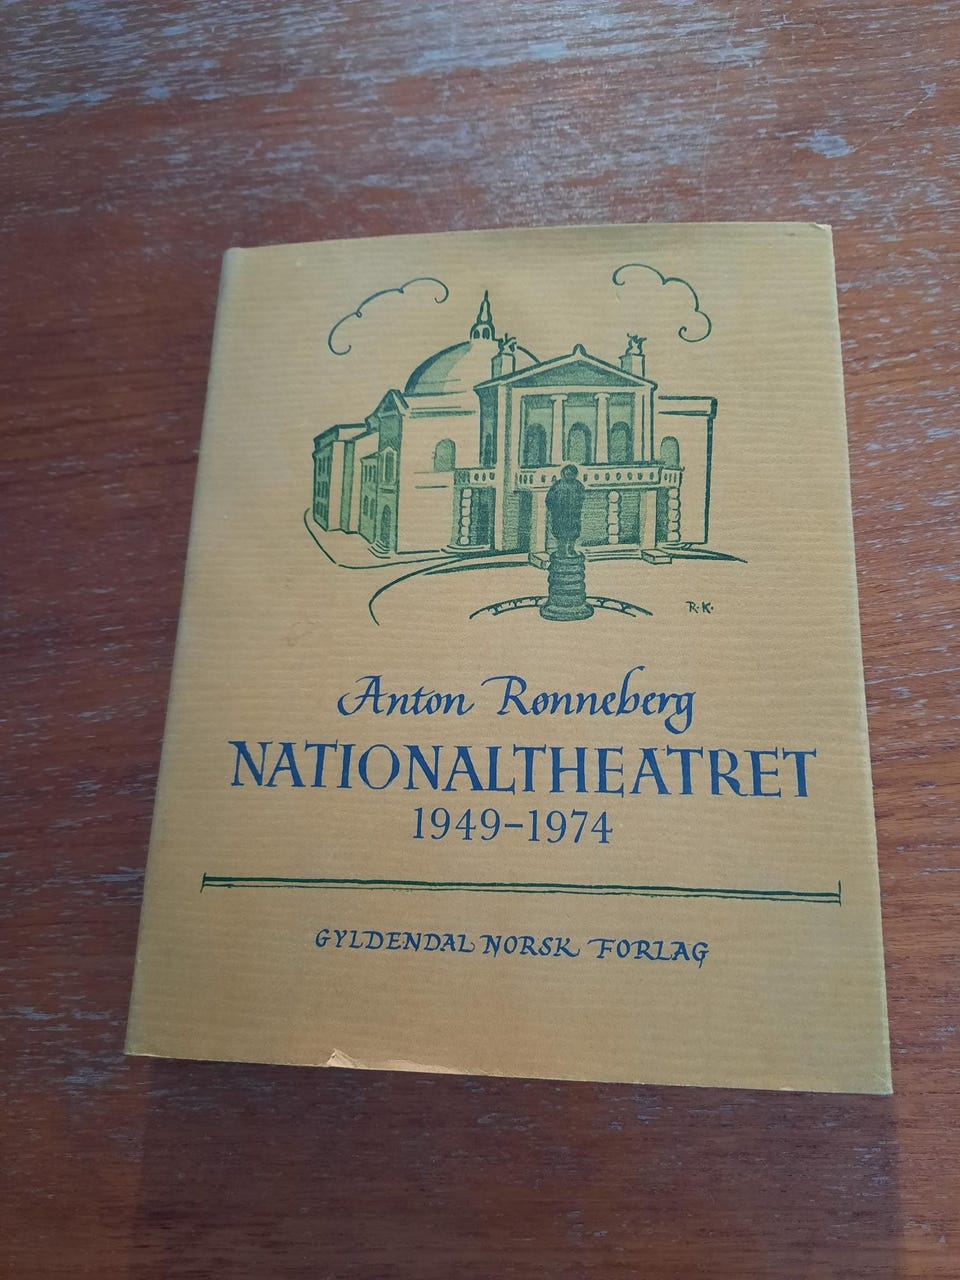 R.K.
Anton Rønneberg
NATIONALTHEATRET
1949-1974
GYLDENDAL NORSK FORLAG